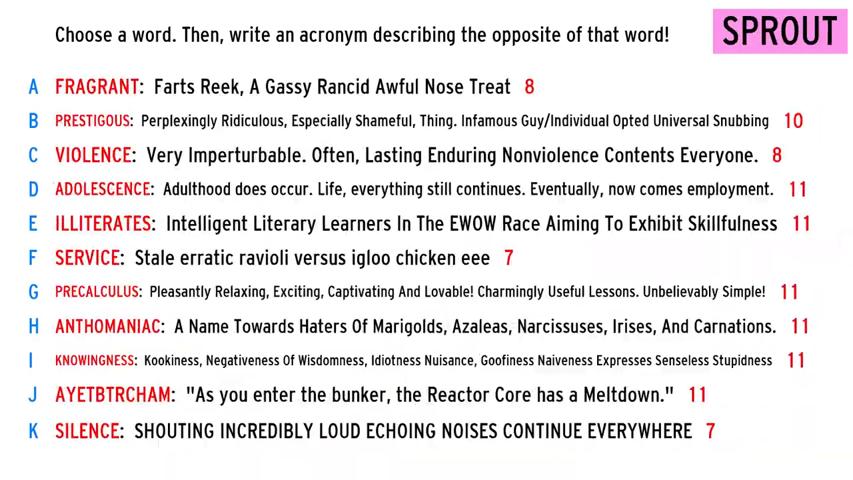 Choose a word. Then, write an acronym describing the opposite of that word!
SPROUT
A FRAGRANT: Farts Reek, A Gassy Rancid Awful Nose Treat 8
B PRESTIGOUS: Perplexingly Ridiculous, Especially Shameful, Thing. Infamous Guy/Individual Opted Universal Snubbing 10
C VIOLENCE: Very Imperturbable. Often, Lasting Enduring Nonviolence Contents Everyone. 8
D ADOLESCENCE: Adulthood does occur. Life, everything still continues. Eventually, now comes employment. 11
E ILLITERATES: Intelligent Literary Learners In The EWOW Race Aiming To Exhibit Skillfulness 11
F SERVICE: Stale erratic ravioli versus igloo chicken eee 7
G PRECALCULUS: Pleasantly Relaxing, Exciting, Captivating And Lovable! Charmingly Useful Lessons. Unbelievably Simple! 11
H ANTHOMANIAC: A Name Towards Haters Of Marigolds, Azaleas, Narcissuses, Irises, And Carnations. 11
I KNOWINGNESS: Kookiness, Negativeness Of Wisdomness, Idiotness Nuisance, Goofiness Naiveness Expresses Senseless Stupidness 11
J AYETBTRCHAM: "As you enter the bunker, the Reactor Core has a Meltdown." 11
K SILENCE: SHOUTING INCREDIBLY LOUD ECHOING NOISES CONTINUE EVERYWHERE 7